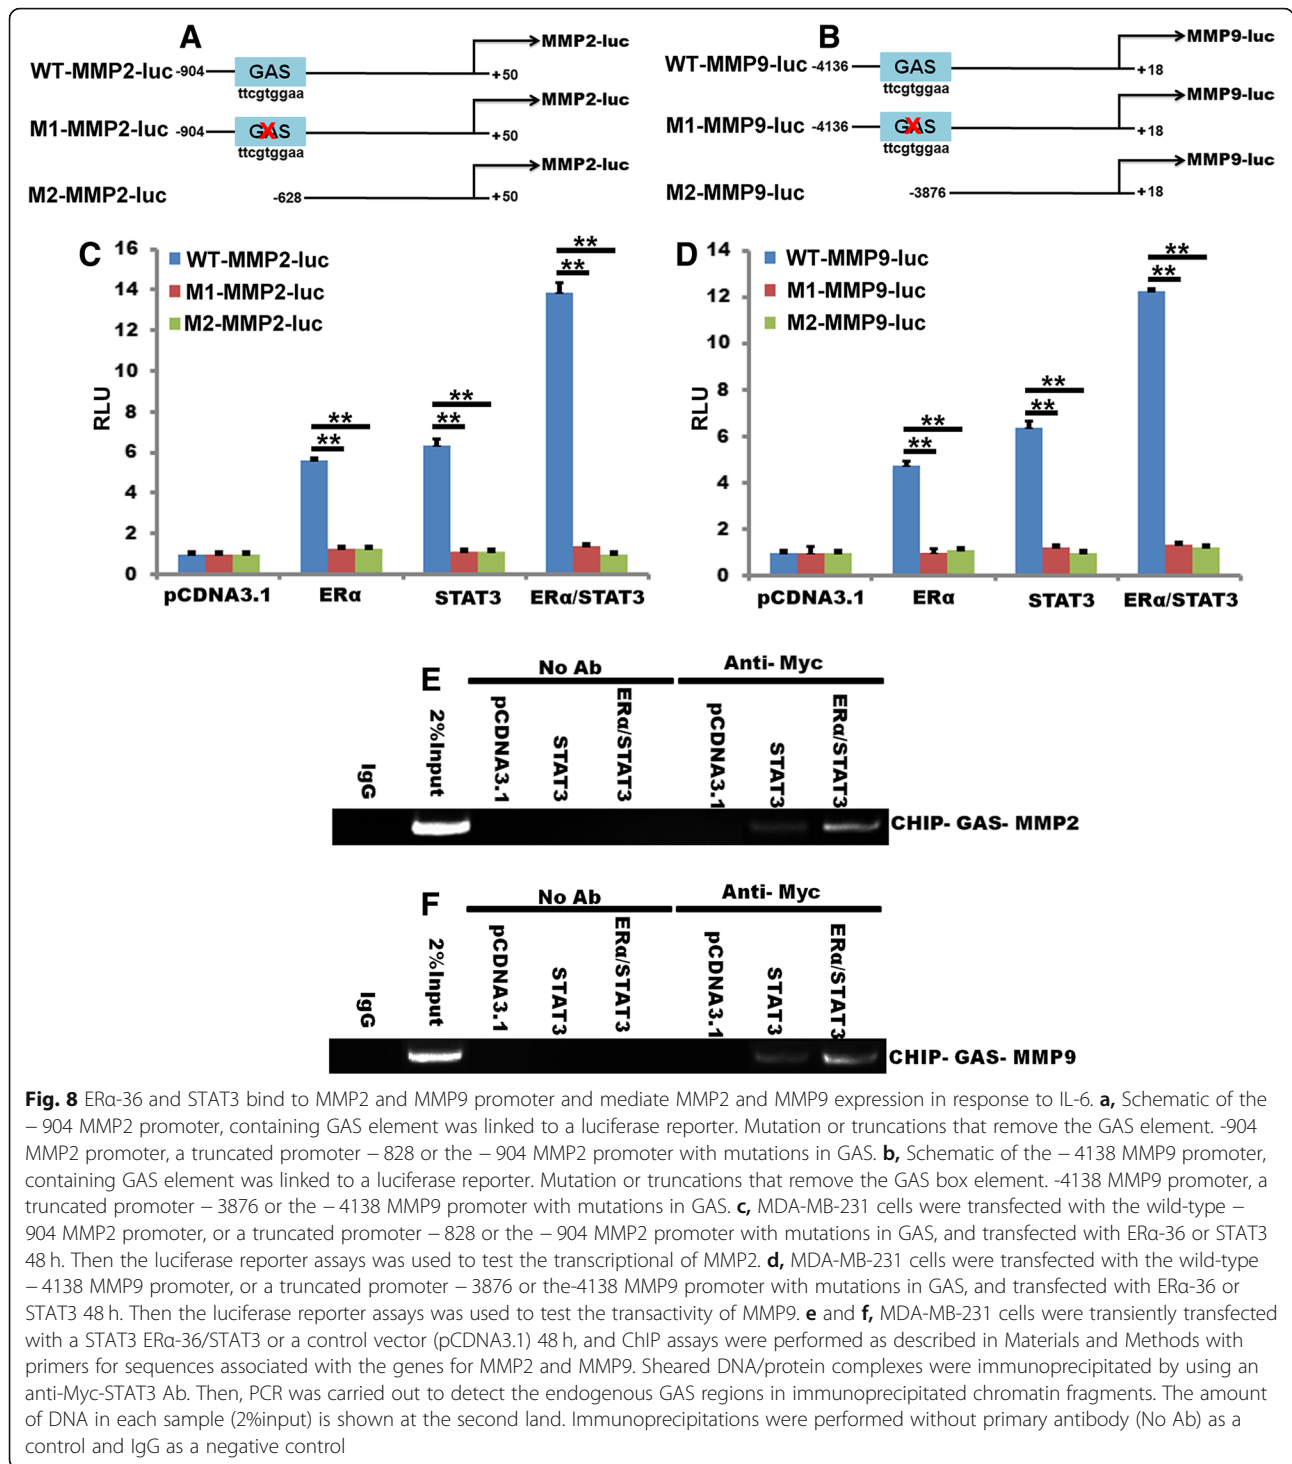 A
WT-MMP2-luc -904 GAS +50 MMP2-luc
ttcgtggaa
M1-MMP2-luc -904 GAS X +50 MMP2-luc
ttcgtggaa
M2-MMP2-luc -628 +50 MMP2-luc
B
WT-MMP9-luc -4136 GAS +18 MMP9-luc
ttcgtggaa
M1-MMP9-luc -4136 GAS X +18 MMP9-luc
ttcgtggaa
M2-MMP9-luc -3876 +18 MMP9-luc
C
WT-MMP2-luc
M1-MMP2-luc
M2-MMP2-luc
RLU
16
14
12
10
8
6
4
2
0
** ** ** ** ** **
pCDNA3.1 ERα STAT3 ERα/STAT3
D
WT-MMP9-luc
M1-MMP9-luc
M2-MMP9-luc
RLU
14
12
10
8
6
4
2
0
** ** ** ** ** **
pCDNA3.1 ERα STAT3 ERα/STAT3
E
No Ab Anti- Myc
IgG 2%Input pCDNA3.1 STAT3 ERα/STAT3 pCDNA3.1 STAT3 ERα/STAT3
CHIP- GAS- MMP2
F
No Ab Anti- Myc
IgG 2%Input pCDNA3.1 STAT3 ERα/STAT3 pCDNA3.1 STAT3 ERα/STAT3
CHIP- GAS- MMP9
Fig. 8 ERα-36 and STAT3 bind to MMP2 and MMP9 promoter and mediate MMP2 and MMP9 expression in response to IL-6. a, Schematic of the
− 904 MMP2 promoter, containing GAS element was linked to a luciferase reporter. Mutation or truncations that remove the GAS element. -904
MMP2 promoter, a truncated promoter − 828 or the − 904 MMP2 promoter with mutations in GAS. b, Schematic of the − 4138 MMP9 promoter,
containing GAS element was linked to a luciferase reporter. Mutation or truncations that remove the GAS box element. -4138 MMP9 promoter, a
truncated promoter − 3876 or the − 4138 MMP9 promoter with mutations in GAS. c, MDA-MB-231 cells were transfected with the wild-type −
904 MMP2 promoter, or a truncated promoter − 828 or the − 904 MMP2 promoter with mutations in GAS, and transfected with ERα-36 or STAT3
48 h. Then the luciferase reporter assays was used to test the transcriptional of MMP2. d, MDA-MB-231 cells were transfected with the wild-type
− 4138 MMP9 promoter, or a truncated promoter − 3876 or the-4138 MMP9 promoter with mutations in GAS, and transfected with ERα-36 or
STAT3 48 h. Then the luciferase reporter assays was used to test the transactivity of MMP9. e and f, MDA-MB-231 cells were transiently transfected
with a STAT3 ERα-36/STAT3 or a control vector (pCDNA3.1) 48 h, and ChIP assays were performed as described in Materials and Methods with
primers for sequences associated with the genes for MMP2 and MMP9. Sheared DNA/protein complexes were immunoprecipitated by using an
anti-Myc-STAT3 Ab. Then, PCR was carried out to detect the endogenous GAS regions in immunoprecipitated chromatin fragments. The amount
of DNA in each sample (2%input) is shown at the second land. Immunoprecipitations were performed without primary antibody (No Ab) as a
control and IgG as a negative control